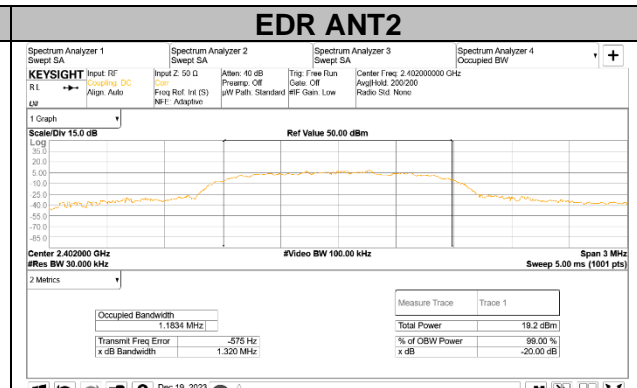 EDR ANT2
Spectrum Analyzer 1 Spectrum Analyzer 2 Spectrum Analyzer 3 Spectrum Analyzer 4
Swept SA Swept SA Swept SA Occupied BW
KEYSIGHT Input: RF Input Z: 50 Ω Atten: 40 dB Trig: Free Run Center Freq: 2.402000000 GHz
R L Coupling: DC Corr Preamp: Off Gate: Off Avg|Hold: 200/200
Align: Auto Freq Ref: Int (S) µW Path: Standard #IF Gain: Low Radio Std: None
NFE: Adaptive
1 Graph
Scale/Div 15.0 dB Ref Value 50.00 dBm
Log
35.0
20.0
5.00
-10.0
-25.0
-40.0
-55.0
-70.0
-85.0
Center 2.402000 GHz #Video BW 100.00 kHz Span 3 MHz
#Res BW 30.000 kHz Sweep 5.00 ms (1001 pts)
2 Metrics
Measure Trace Trace 1
Occupied Bandwidth
1.1834 MHz Total Power 19.2 dBm
Transmit Freq Error -575 Hz % of OBW Power 99.00 %
x dB Bandwidth 1.320 MHz x dB -20.00 dB
Dec 19, 2023